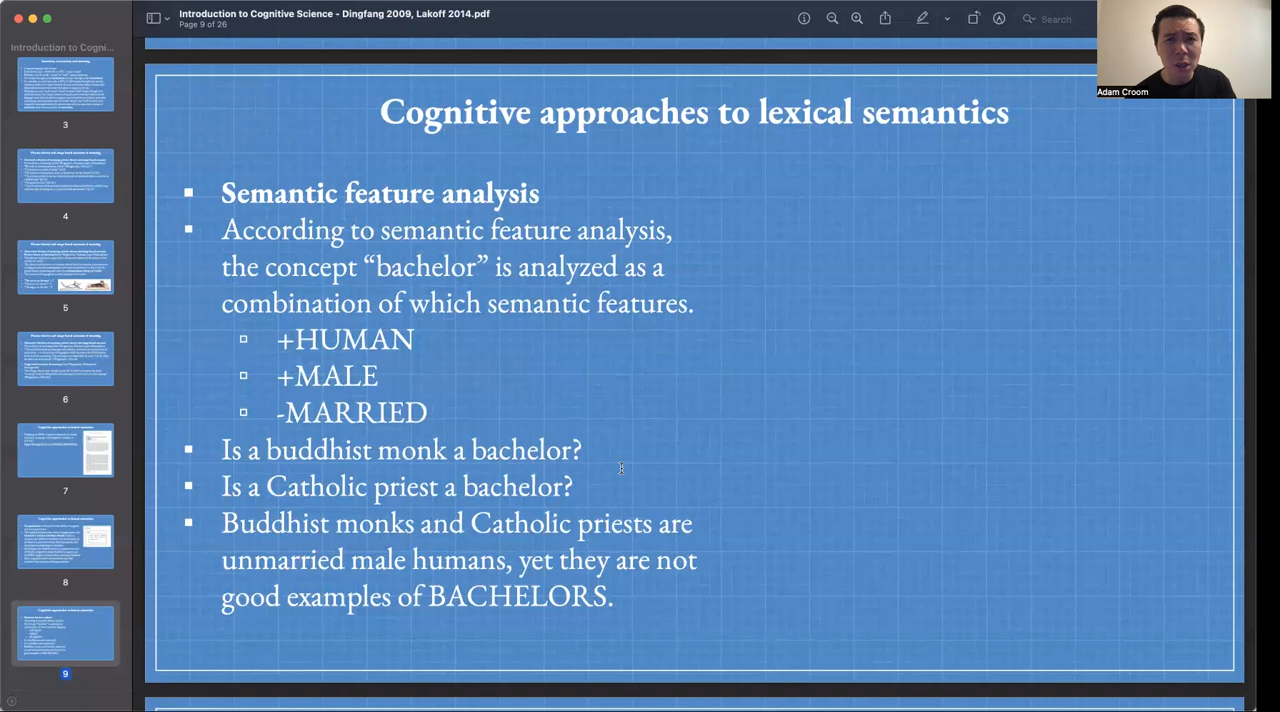 Introduction to Cognitive Science - Dingfang 2009, Lakoff 2014.pdf
Page 9 of 26
Search
Adam Croom
Introduction to Cogni...
3
4
5
6
7
8
9
Cognitive approaches to lexical semantics
Semantic feature analysis
According to semantic feature analysis,
the concept “bachelor” is analyzed as a
combination of which semantic features.
+HUMAN
+MALE
-MARRIED
Is a buddhist monk a bachelor?
Is a Catholic priest a bachelor?
Buddhist monks and Catholic priests are
unmarried male humans, yet they are not
good examples of BACHELORS.